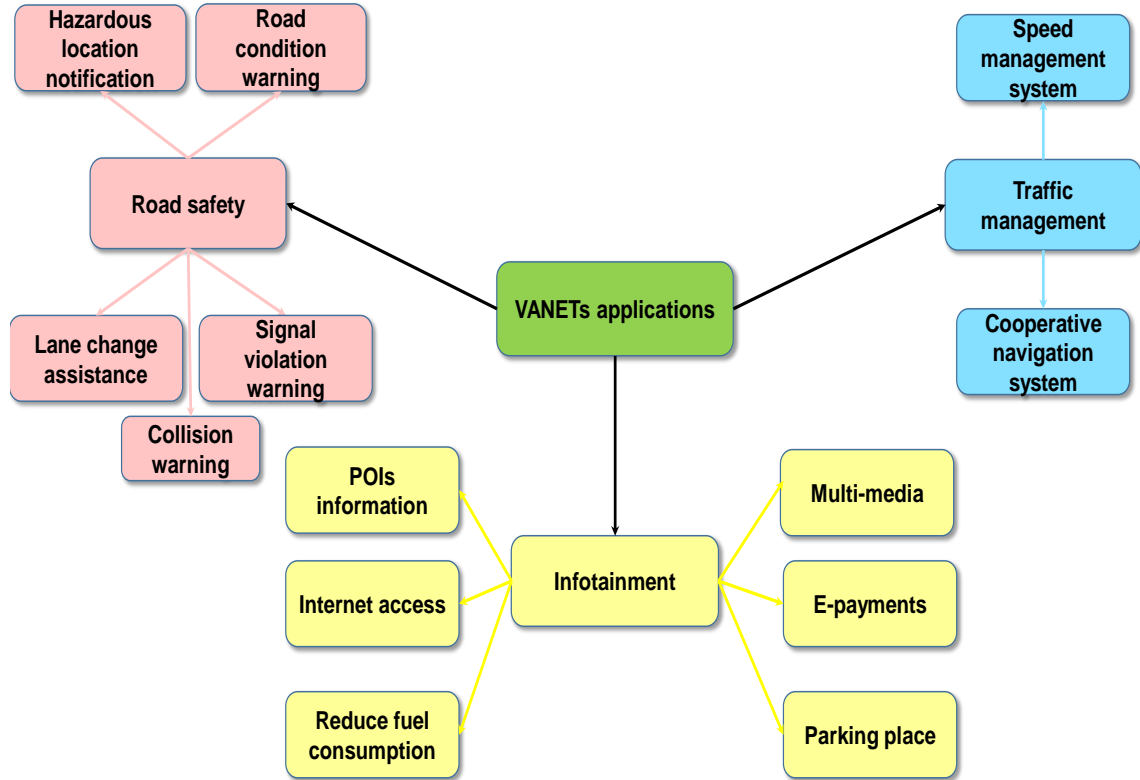 Hazardous
location
notification
Road
condition
warning
Speed
management
system
Road safety
Traffic
management
VANETs applications
Lane change
assistance
Signal
violation
warning
Cooperative
navigation
system
Collision
warning
POIs
information
Multi-media
Infotainment
Internet access
E-payments
Reduce fuel
consumption
Parking place